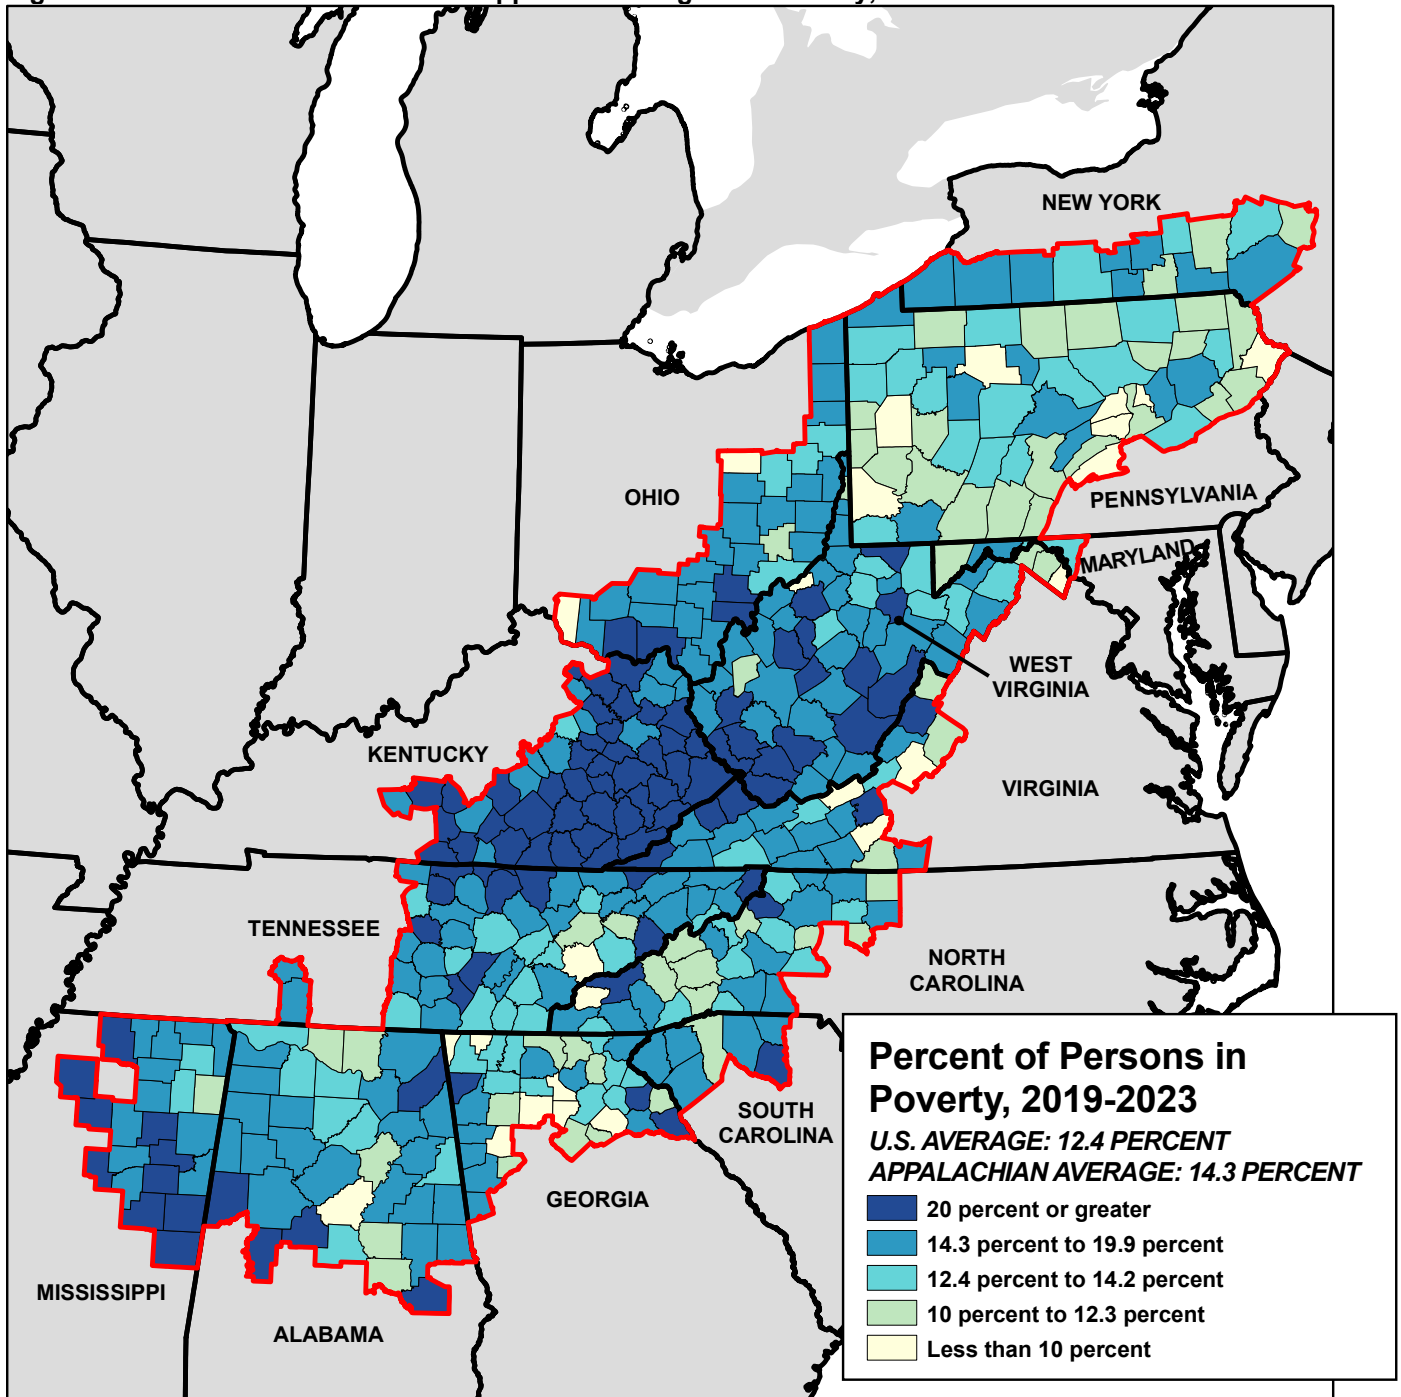 NEW YORK
OHIO
PENNSYLVANIA
MARYLAND
WEST
VIRGINIA
KENTUCKY
VIRGINIA
TENNESSEE
NORTH
CAROLINA
SOUTH
CAROLINA
GEORGIA
MISSISSIPPI
ALABAMA
Percent of Persons in
Poverty, 2019-2023
U.S. AVERAGE: 12.4 PERCENT
APPALACHIAN AVERAGE: 14.3 PERCENT
20 percent or greater
14.3 percent to 19.9 percent
12.4 percent to 14.2 percent
10 percent to 12.3 percent
Less than 10 percent